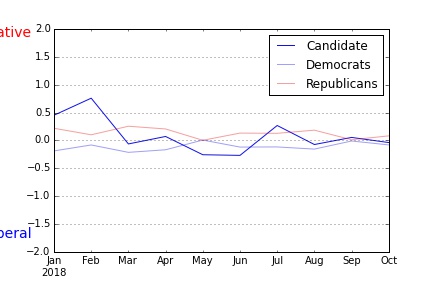 ative
2.0
1.5
1.0
0.5
0.0
−0.5
−1.0
−1.5
−2.0
beral
Candidate
Democrats
Republicans
Jan Feb Mar Apr May Jun Jul Aug Sep Oct
2018